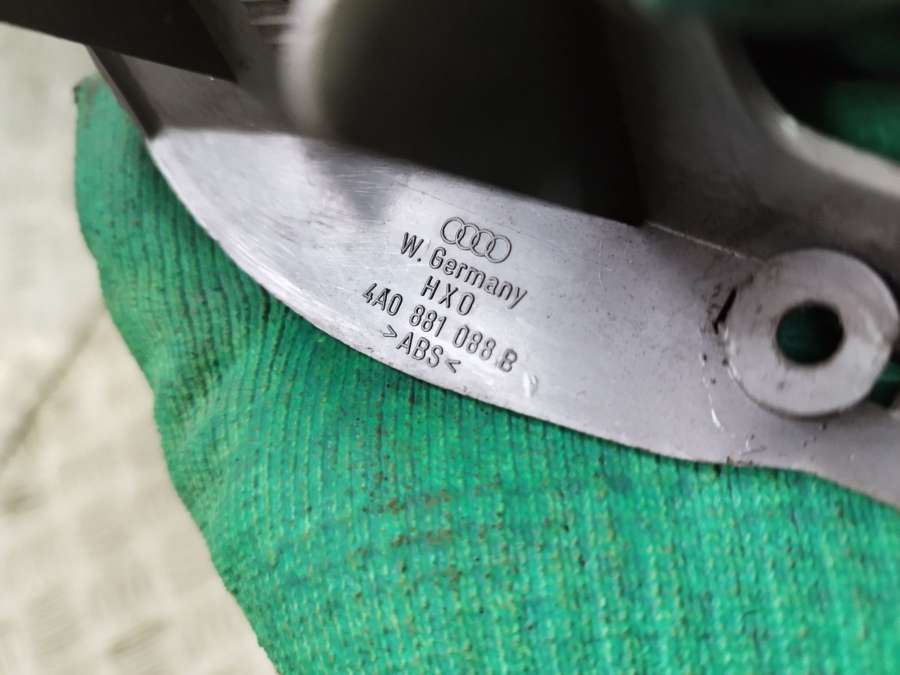 W. Germany
HXO
4A0 881 088 B
>ABS<